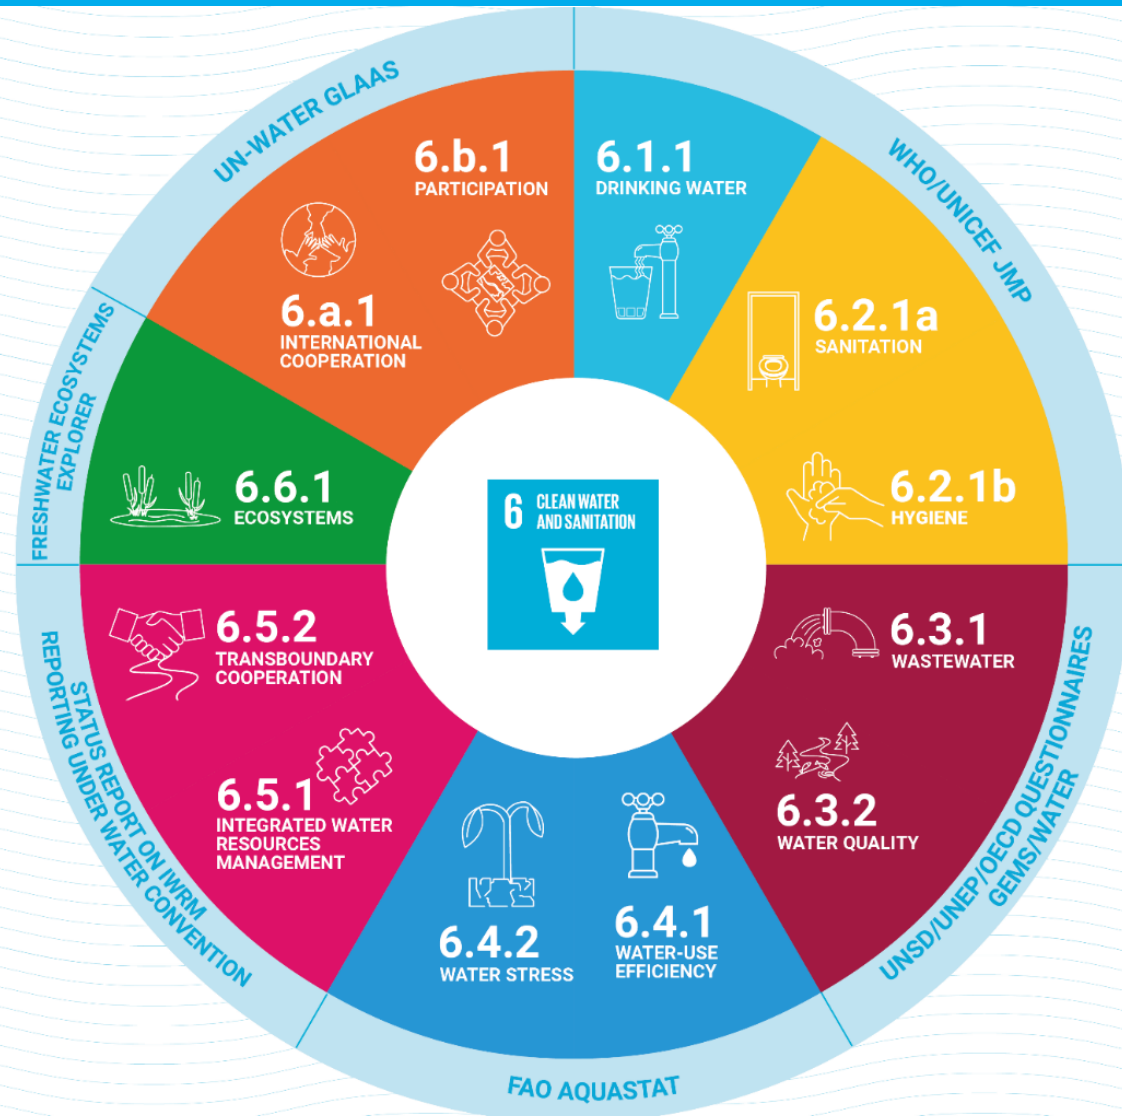 UN-WATER GLAAS
6.b.1
PARTICIPATION
6.a.1
INTERNATIONAL
COOPERATION
6.1.1
DRINKING WATER
WHO/UNICEF JMP
6.2.1a
SANITATION
6.2.1b
HYGIENE
6.3.1
WASTEWATER
6.3.2
WATER QUALITY
UNSD/UNEP/OECD QUESTIONNAIRES
GEMS/WATER
6.4.1
WATER-USE
EFFICIENCY
6.4.2
WATER STRESS
FAO AQUASTAT
6.5.1
INTEGRATED WATER
RESOURCES
MANAGEMENT
6.5.2
TRANSBOUNDARY
COOPERATION
STATUS REPORT ON IWRM
REPORTING UNDER WATER CONVENTION
6.6.1
ECOSYSTEMS
FRESHWATER ECOSYSTEMS
EXPLORER
6 CLEAN WATER
AND SANITATION